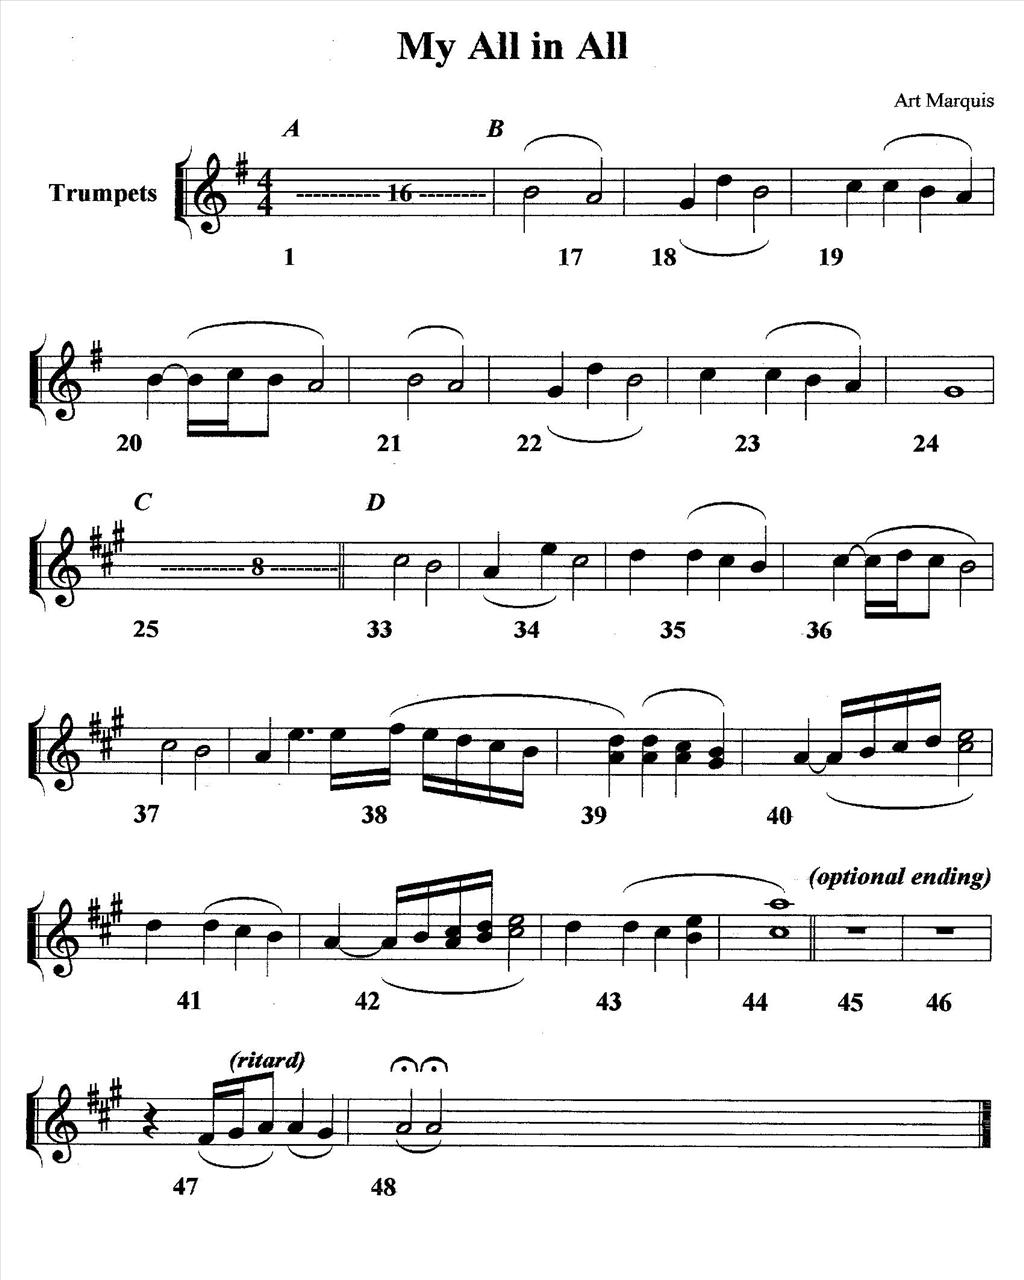 My All in All
Art Marquis
A B
Trumpets
4
4
16
1 17 18 19
20 21 22 23 24
C D
8
25 33 34 35 36
37 38 39 40
(optional ending)
41 42 43 44 45 46
(ritard)
47 48